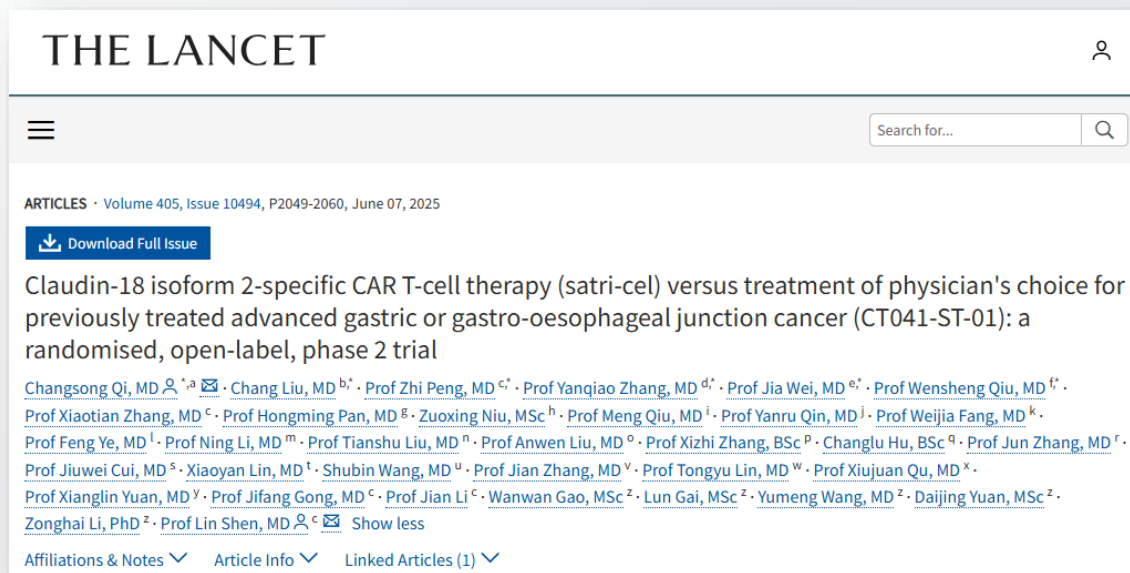 THE LANCET
Search for...
ARTICLES · Volume 405, Issue 10494, P2049-2060, June 07, 2025
Download Full Issue
Claudin-18 isoform 2-specific CAR T-cell therapy (satri-cel) versus treatment of physician's choice for
previously treated advanced gastric or gastro-oesophageal junction cancer (CT041-ST-01): a
randomised, open-label, phase 2 trial
Changsong Qi, MD *,a · Chang Liu, MD b,* · Prof Zhi Peng, MD c,* · Prof Yanqiao Zhang, MD d,* · Prof Jia Wei, MD e,* · Prof Wensheng Qiu, MD f,* ·
Prof Xiaotian Zhang, MD c · Prof Hongming Pan, MD g · Zuoxing Niu, MSc h · Prof Meng Qiu, MD i · Prof Yanru Qin, MD j · Prof Weijia Fang, MD k ·
Prof Feng Ye, MD l · Prof Ning Li, MD m · Prof Tianshu Liu, MD n · Prof Anwen Liu, MD o · Prof Xizhi Zhang, BSc p · Changlu Hu, BSc q · Prof Jun Zhang, MD r ·
Prof Jiuwei Cui, MD s · Xiaoyan Lin, MD t · Shubin Wang, MD u · Prof Jian Zhang, MD v · Prof Tongyu Lin, MD w · Prof Xiujuan Qu, MD x ·
Prof Xianglin Yuan, MD y · Prof Jifang Gong, MD c · Prof Jian Li c · Wanwan Gao, MSc z · Lun Gai, MSc z · Yumeng Wang, MD z · Daijing Yuan, MSc z ·
Zonghai Li, PhD z · Prof Lin Shen, MD c Show less
Affiliations & Notes Article Info Linked Articles (1)